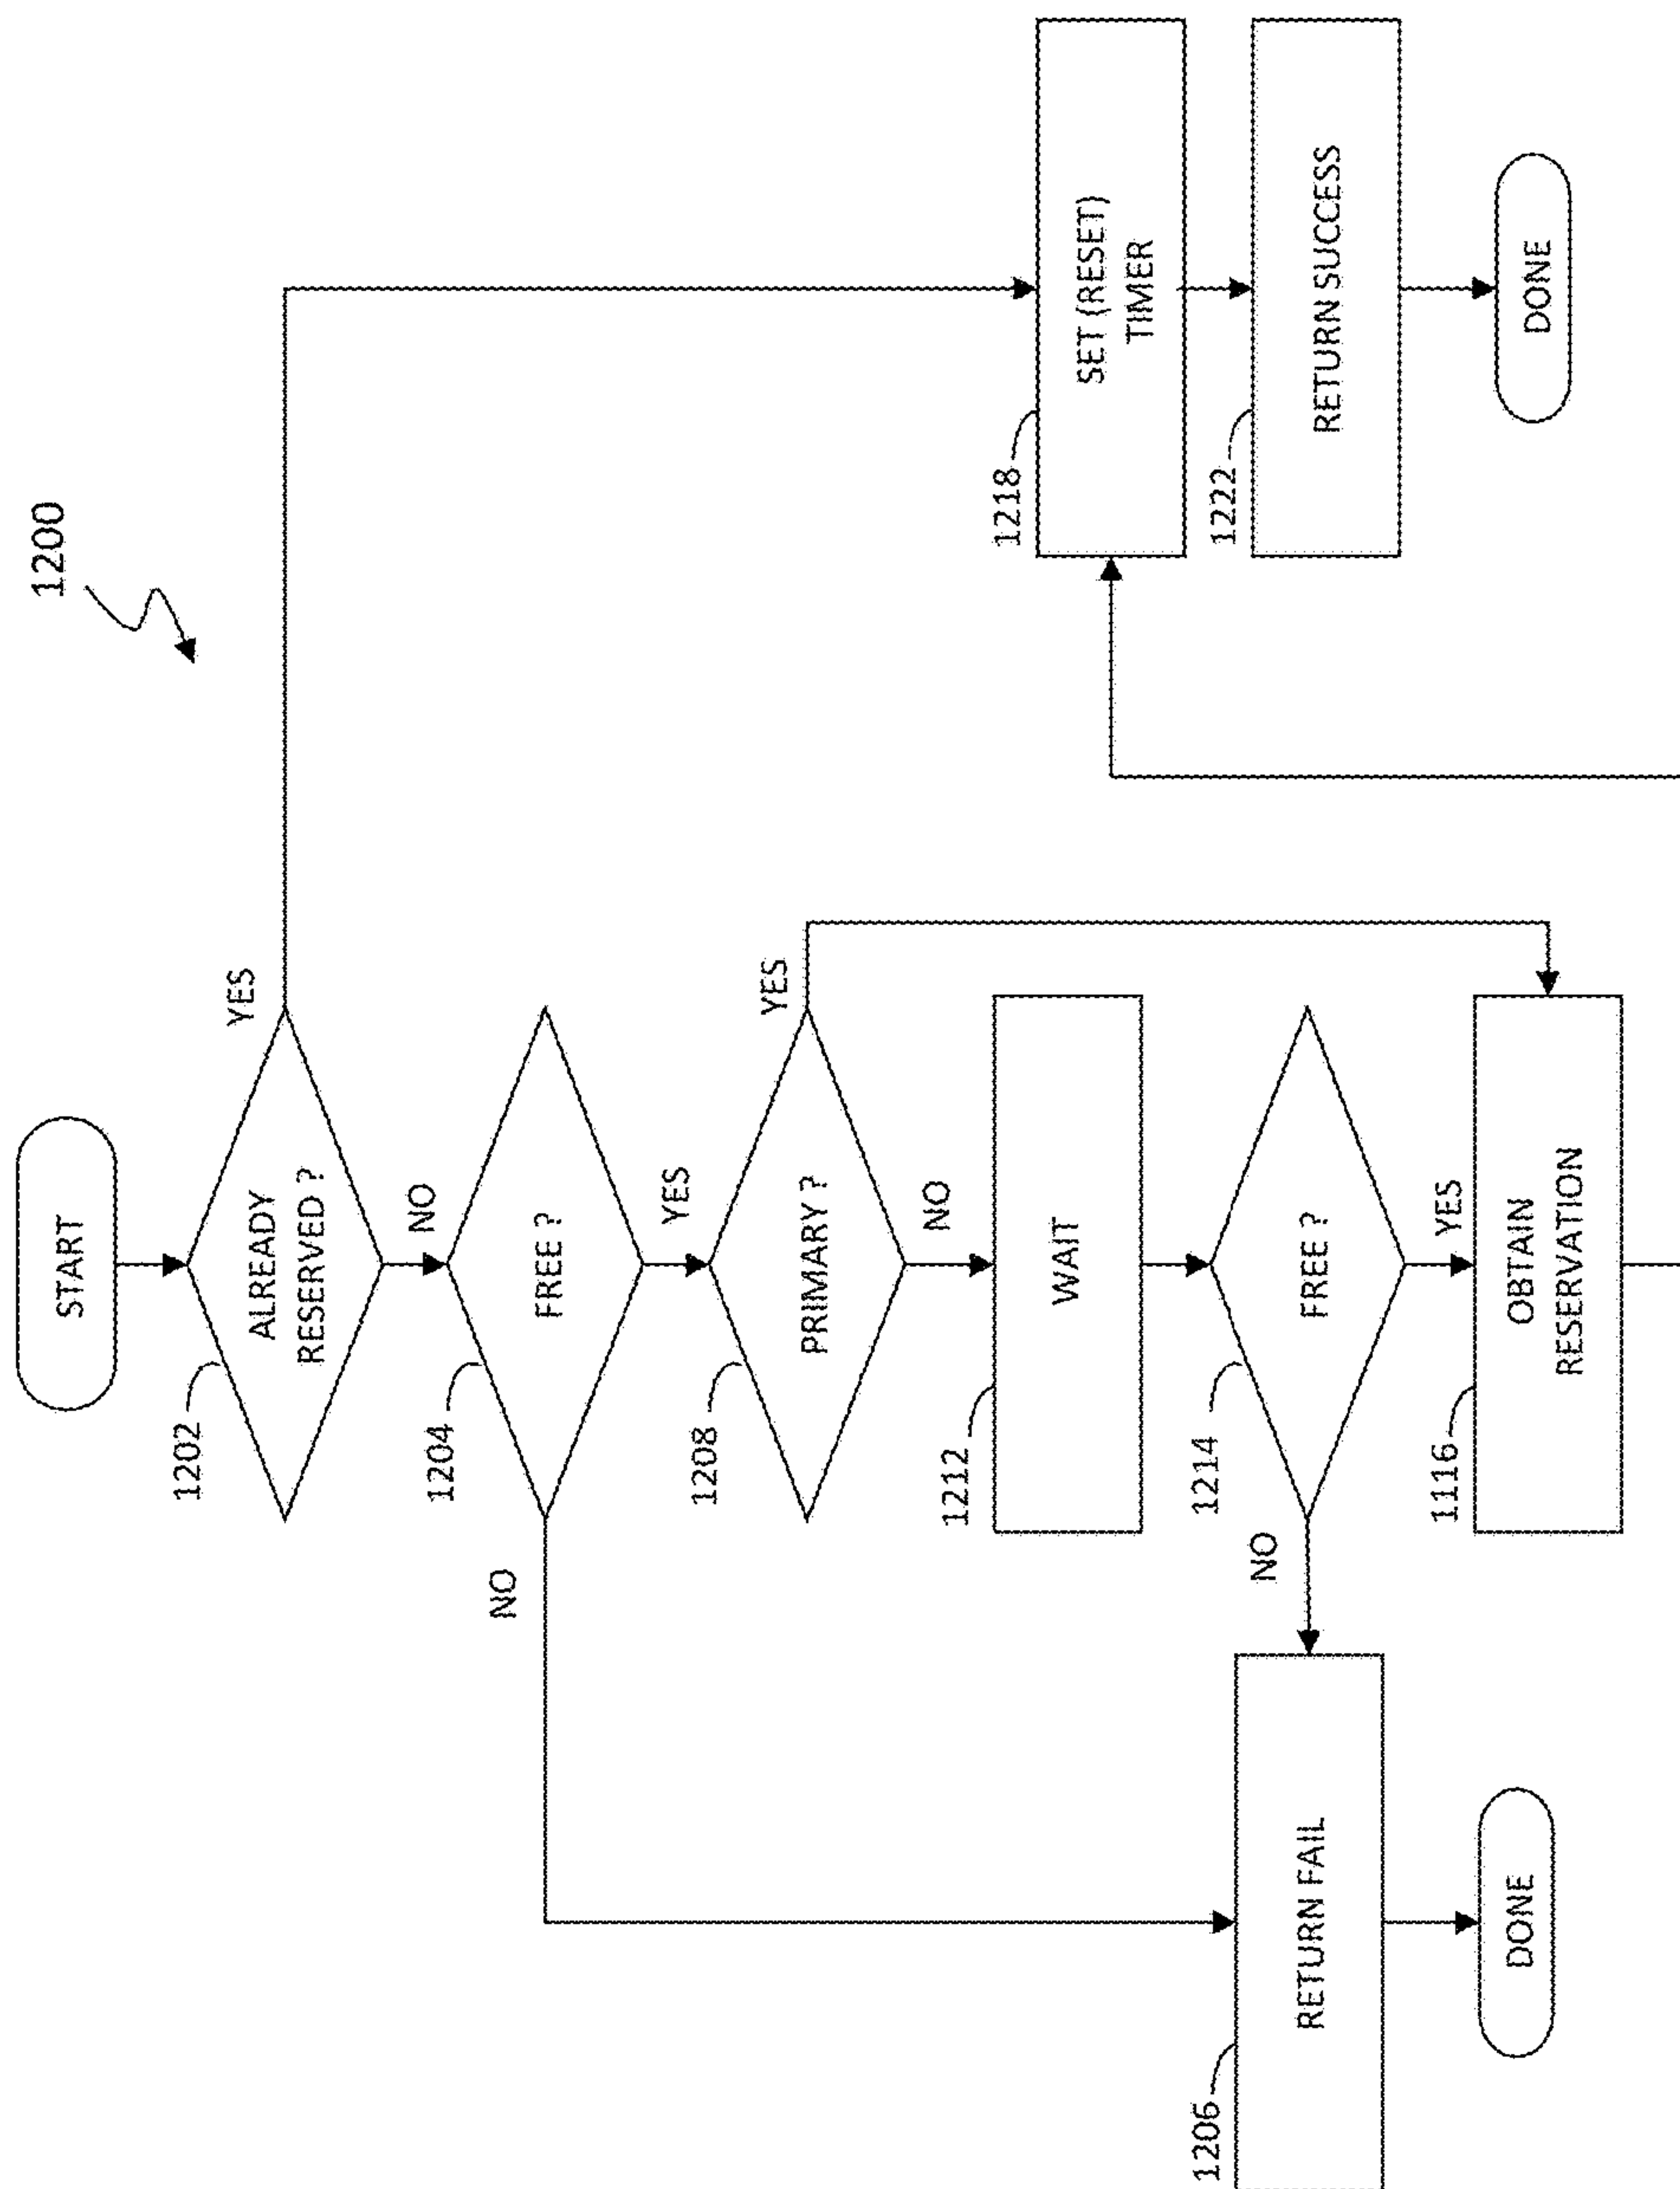 1200
START
1202
ALREADY
RESERVED ?
YES
NO
1204
FREE ?
NO
YES
1208
PRIMARY ?
YES
NO
1212
WAIT
1214
FREE ?
NO
YES
1116
OBTAIN
RESERVATION
1206
RETURN FAIL
DONE
1218
SET (RESET)
TIMER
1222
RETURN SUCCESS
DONE